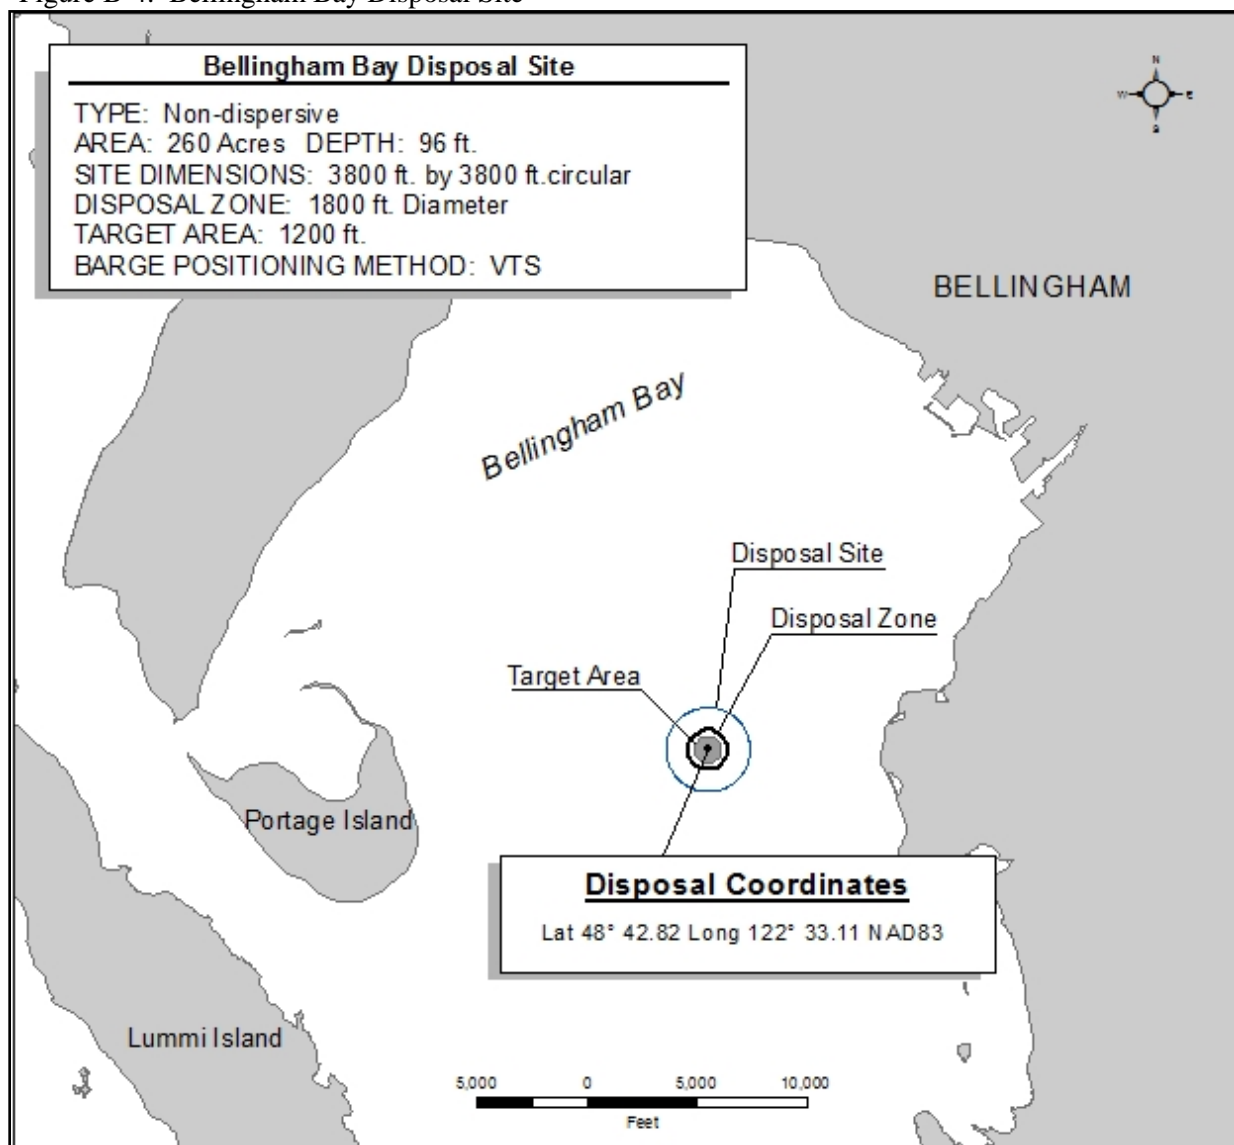 Figure B-4. Bellingham Bay Disposal Site
Bellingham Bay Disposal Site
TYPE: Non-dispersive
AREA: 260 Acres DEPTH: 96 ft.
SITE DIMENSIONS: 3800 ft. by 3800 ft.circular
DISPOSAL ZONE: 1800 ft. Diameter
TARGET AREA: 1200 ft.
BARGE POSITIONING METHOD: VTS
N
W
E
S
BELLINGHAM
Bellingham Bay
Disposal Site
Disposal Zone
Target Area
Portage Island
Disposal Coordinates
Lat 48° 42.82 Long 122° 33.11 NAD83
Lummi Island
5,000 0 5,000 10,000
Feet